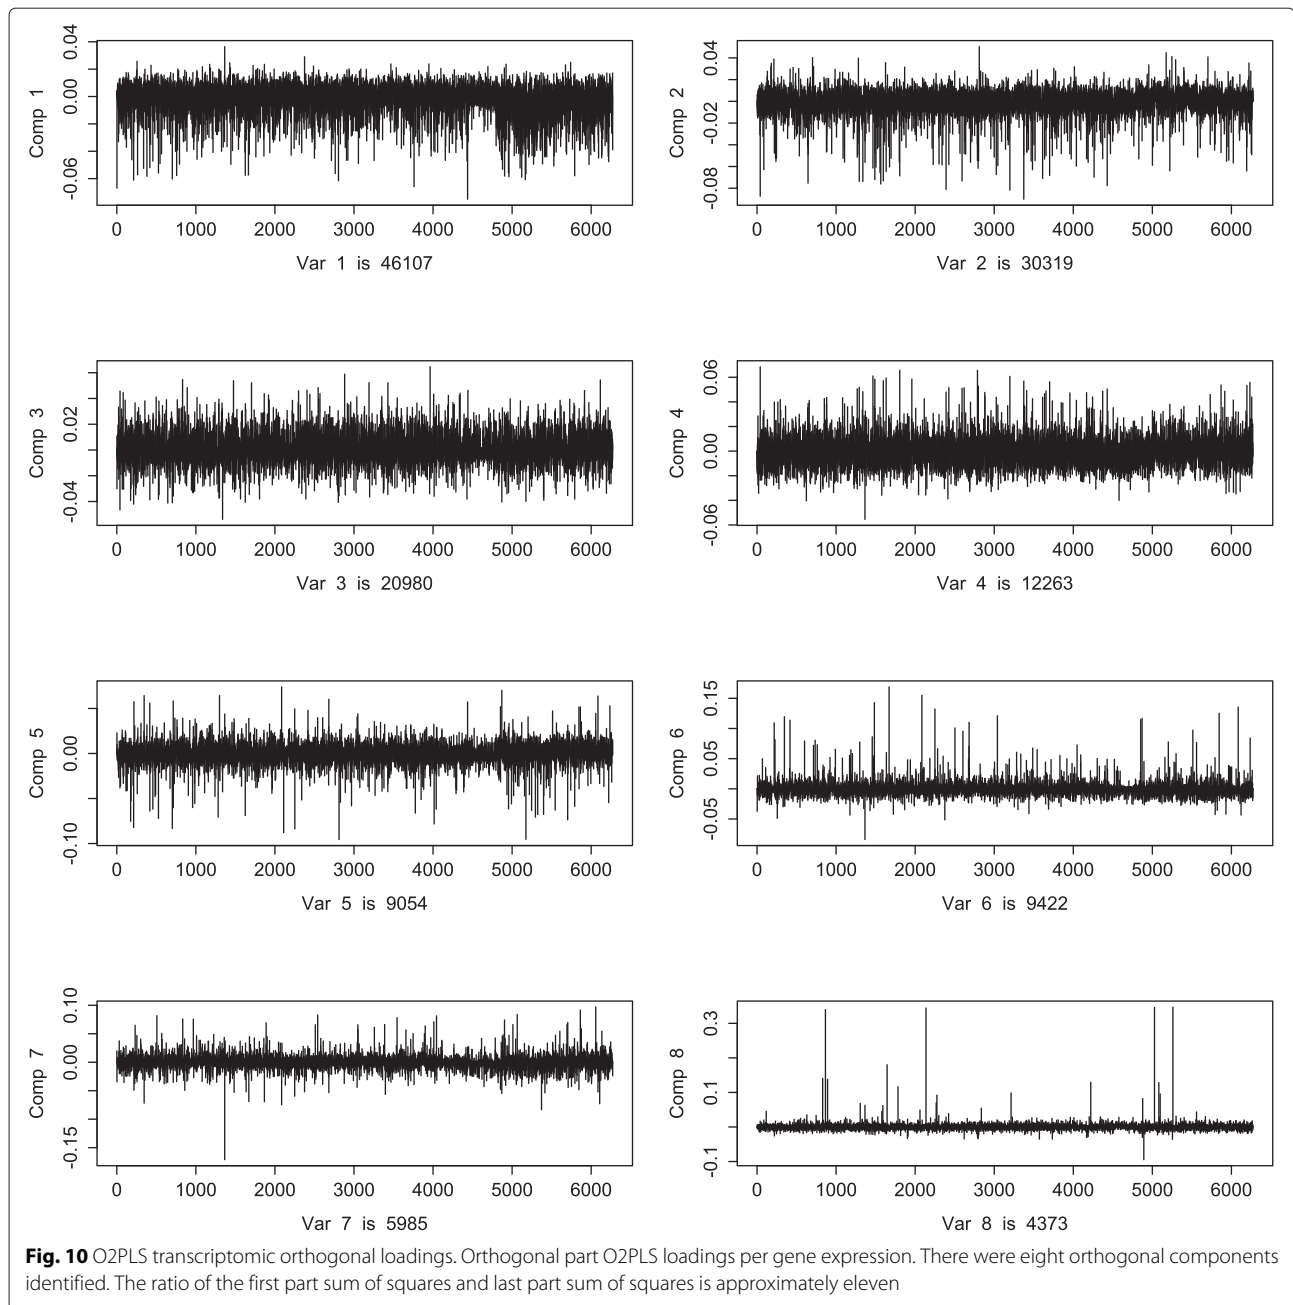 Comp 1
0.04
0.00
-0.06
0 1000 2000 3000 4000 5000 6000
Var 1 is 46107
Comp 2
0.04
-0.02
-0.08
0 1000 2000 3000 4000 5000 6000
Var 2 is 30319
Comp 3
0.02
-0.04
0 1000 2000 3000 4000 5000 6000
Var 3 is 20980
Comp 4
0.06
0.00
-0.06
0 1000 2000 3000 4000 5000 6000
Var 4 is 12263
Comp 5
0.00
-0.10
0 1000 2000 3000 4000 5000 6000
Var 5 is 9054
Comp 6
0.15
0.05
-0.05
0 1000 2000 3000 4000 5000 6000
Var 6 is 9422
Comp 7
0.10
0.00
-0.15
0 1000 2000 3000 4000 5000 6000
Var 7 is 5985
Comp 8
0.3
0.1
-0.1
0 1000 2000 3000 4000 5000 6000
Var 8 is 4373
Fig. 10 O2PLS transcriptomic orthogonal loadings. Orthogonal part O2PLS loadings per gene expression. There were eight orthogonal components
identified. The ratio of the first part sum of squares and last part sum of squares is approximately eleven